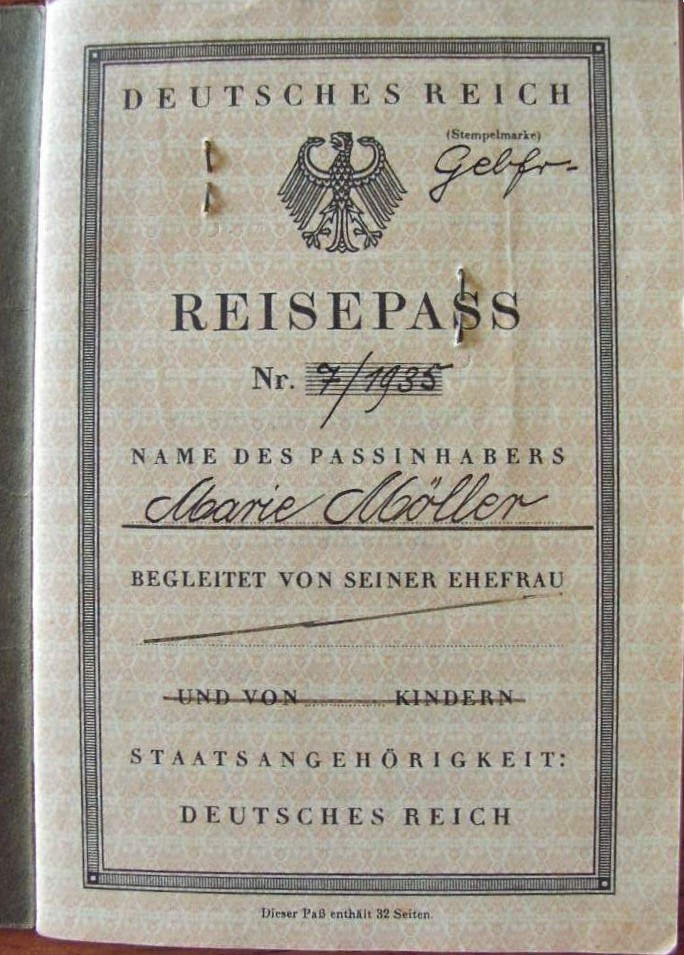 DEUTSCHES REICH
(Stempelmarke)
Gebfr-
REISEPASS
Nr. 7/1935
NAME DES PASSINHABERS
Marie Möller
BEGLEITET VON SEINER EHEFRAU
UND VON KINDERN
STAATSANGEHÖRIGKEIT:
DEUTSCHES REICH
Dieser Paß enthält 32 Seiten.